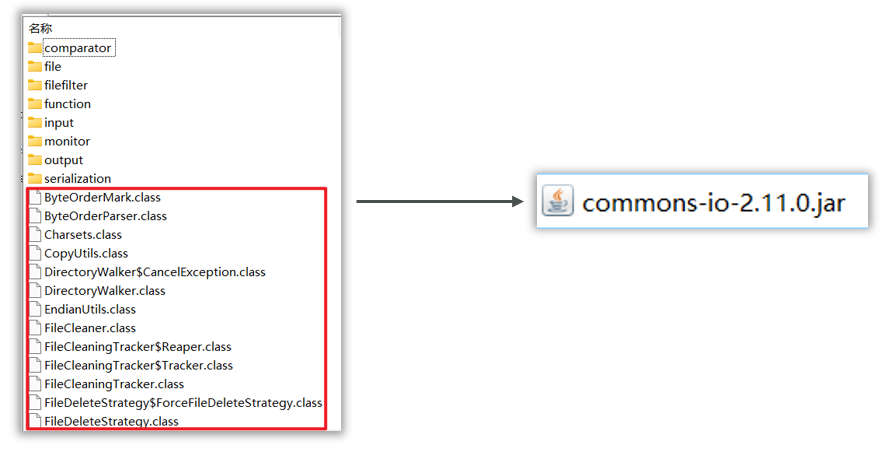 名称
comparator
file
filefilter
function
input
monitor
output
serialization
ByteOrderMark.class
ByteOrderParser.class
Charsets.class
CopyUtils.class
DirectoryWalker$CancelException.class
DirectoryWalker.class
EndianUtils.class
FileCleaner.class
FileCleaningTracker$Reaper.class
FileCleaningTracker$Tracker.class
FileCleaningTracker.class
FileDeleteStrategy$ForceFileDeleteStrategy.class
FileDeleteStrategy.class
commons-io-2.11.0.jar